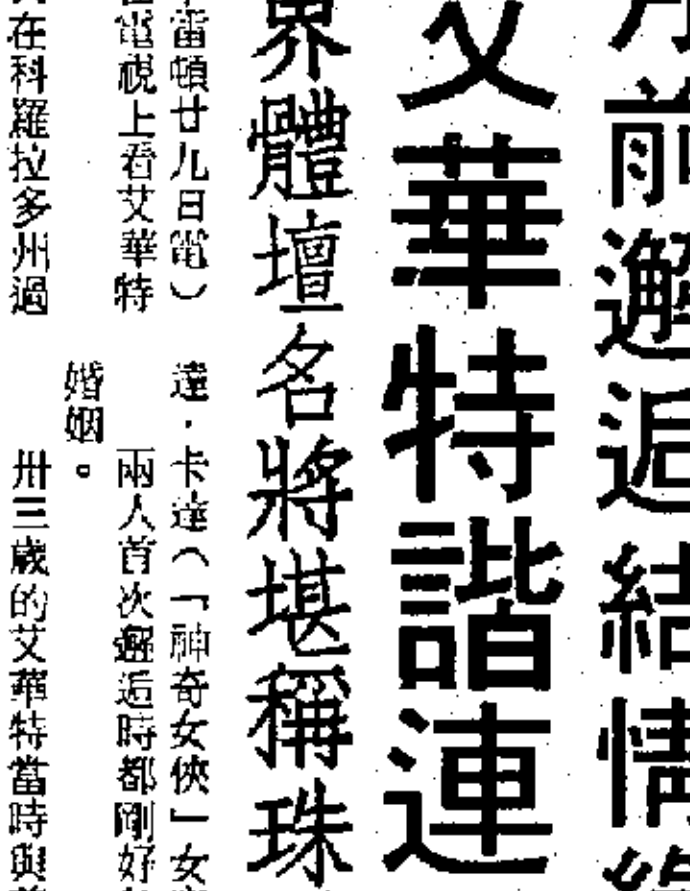 前邂逅結情
艾華特諧連
界體壇名將堪稱珠
雷頓廿九日電）
達．卡達（「神奇女俠」女
電視上看艾華特
兩人首次邂逅時都剛好
婚姻。
在科羅拉多州過
卅三歲的艾華特當時與